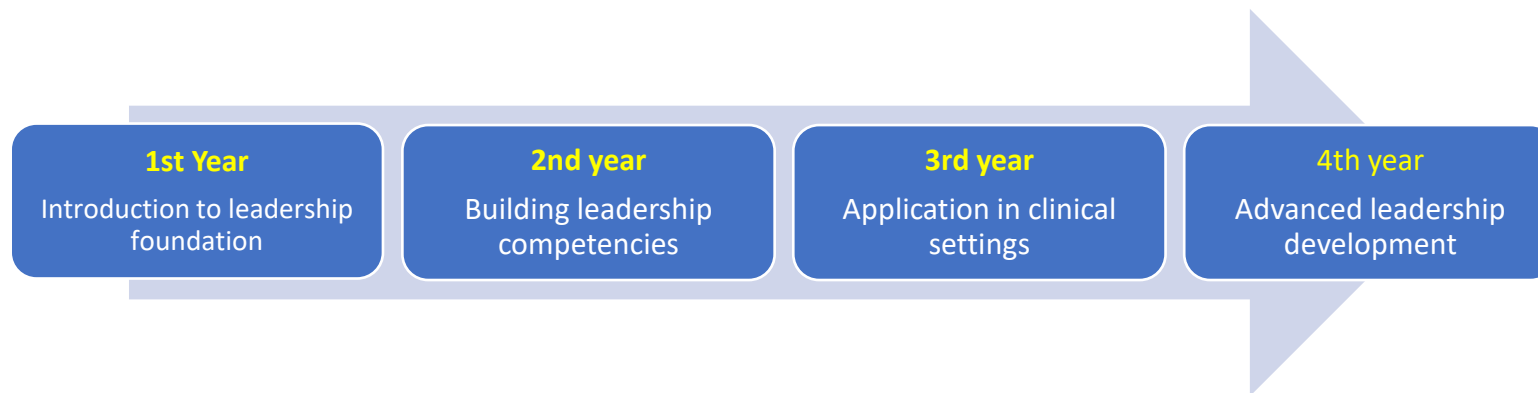 1st Year
Introduction to leadership
foundation
2nd year
Building leadership
competencies
3rd year
Application in clinical
settings
4th year
Advanced leadership
development